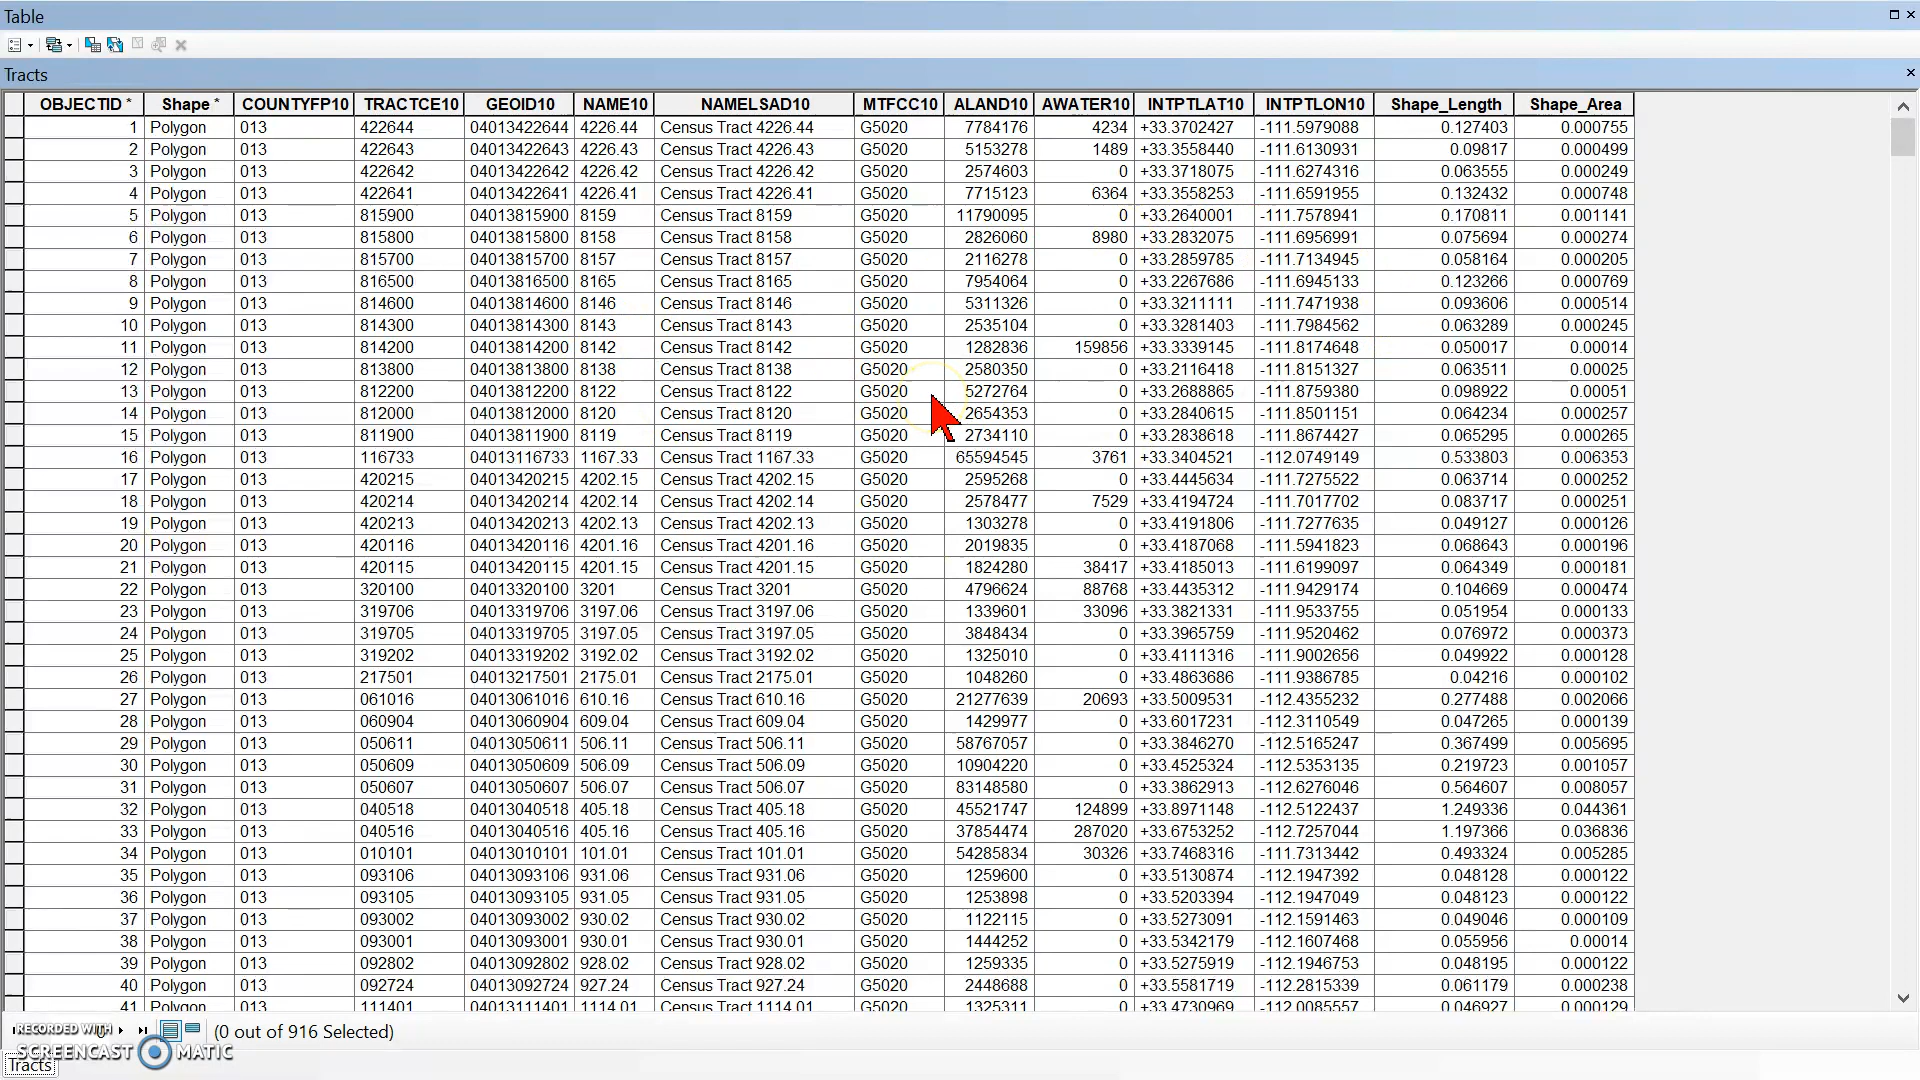 Table
Tracts
OBJECTID * Shape * COUNTYFP10 TRACTCE10 GEOID10 NAME10 NAMELSAD10 MTFCC10 ALAND10 AWATER10 INTPTLAT10 INTPTLON10 Shape_Length Shape_Area
1 Polygon 013 422644 04013422644 4226.44 Census Tract 4226.44 G5020 7784176 4234 +33.3702427 -111.5979088 0.127403 0.000755
2 Polygon 013 422643 04013422643 4226.43 Census Tract 4226.43 G5020 5153278 1489 +33.3558440 -111.6130931 0.09817 0.000499
3 Polygon 013 422642 04013422642 4226.42 Census Tract 4226.42 G5020 2574603 0 +33.3718075 -111.6274316 0.063555 0.000249
4 Polygon 013 422641 04013422641 4226.41 Census Tract 4226.41 G5020 7715123 6364 +33.3558253 -111.6591955 0.132432 0.000748
5 Polygon 013 815900 04013815900 8159 Census Tract 8159 G5020 11790095 0 +33.2640001 -111.7578941 0.170811 0.001141
6 Polygon 013 815800 04013815800 8158 Census Tract 8158 G5020 2826060 8980 +33.2832075 -111.6956991 0.075694 0.000274
7 Polygon 013 815700 04013815700 8157 Census Tract 8157 G5020 2116278 0 +33.2859785 -111.7134945 0.058164 0.000205
8 Polygon 013 816500 04013816500 8165 Census Tract 8165 G5020 7954064 0 +33.2267686 -111.6945133 0.123266 0.000769
9 Polygon 013 814600 04013814600 8146 Census Tract 8146 G5020 5311326 0 +33.3211111 -111.7471938 0.093606 0.000514
10 Polygon 013 814300 04013814300 8143 Census Tract 8143 G5020 2535104 0 +33.3281403 -111.7984562 0.063289 0.000245
11 Polygon 013 814200 04013814200 8142 Census Tract 8142 G5020 1282836 159856 +33.3339145 -111.8174648 0.050017 0.00014
12 Polygon 013 813800 04013813800 8138 Census Tract 8138 G5020 2580350 0 +33.2116418 -111.8151327 0.063511 0.00025
13 Polygon 013 812200 04013812200 8122 Census Tract 8122 G5020 5272764 0 +33.2688865 -111.8759380 0.098922 0.00051
14 Polygon 013 812000 04013812000 8120 Census Tract 8120 G5020 2654353 0 +33.2840615 -111.8501151 0.064234 0.000257
15 Polygon 013 811900 04013811900 8119 Census Tract 8119 G5020 2734110 0 +33.2838618 -111.8674427 0.065295 0.000265
16 Polygon 013 116733 04013116733 1167.33 Census Tract 1167.33 G5020 65594545 3761 +33.3404521 -112.0749149 0.533803 0.006353
17 Polygon 013 420215 04013420215 4202.15 Census Tract 4202.15 G5020 2595268 0 +33.4445634 -111.7275522 0.063714 0.000252
18 Polygon 013 420214 04013420214 4202.14 Census Tract 4202.14 G5020 2578477 7529 +33.4194724 -111.7017702 0.083717 0.000251
19 Polygon 013 420213 04013420213 4202.13 Census Tract 4202.13 G5020 1303278 0 +33.4191806 -111.7277635 0.049127 0.000126
20 Polygon 013 420116 04013420116 4201.16 Census Tract 4201.16 G5020 2019835 0 +33.4187068 -111.5941823 0.068643 0.000196
21 Polygon 013 420115 04013420115 4201.15 Census Tract 4201.15 G5020 1824280 38417 +33.4185013 -111.6199097 0.064349 0.000181
22 Polygon 013 320100 04013320100 3201 Census Tract 3201 G5020 4796624 88768 +33.4435312 -111.9429174 0.104669 0.000474
23 Polygon 013 319706 04013319706 3197.06 Census Tract 3197.06 G5020 1339601 33096 +33.3821331 -111.9533755 0.051954 0.000133
24 Polygon 013 319705 04013319705 3197.05 Census Tract 3197.05 G5020 3848434 0 +33.3965759 -111.9520462 0.076972 0.000373
25 Polygon 013 319202 04013319202 3192.02 Census Tract 3192.02 G5020 1325010 0 +33.4111316 -111.9002656 0.049922 0.000128
26 Polygon 013 217501 04013217501 2175.01 Census Tract 2175.01 G5020 1048260 0 +33.4863686 -111.9386785 0.04216 0.000102
27 Polygon 013 061016 04013061016 610.16 Census Tract 610.16 G5020 21277639 20693 +33.5009531 -112.4355232 0.277488 0.002066
28 Polygon 013 060904 04013060904 609.04 Census Tract 609.04 G5020 1429977 0 +33.6017231 -112.3110549 0.047265 0.000139
29 Polygon 013 050611 04013050611 506.11 Census Tract 506.11 G5020 58767057 0 +33.3846270 -112.5165247 0.367499 0.005695
30 Polygon 013 050609 04013050609 506.09 Census Tract 506.09 G5020 10904220 0 +33.4525324 -112.5353135 0.219723 0.001057
31 Polygon 013 050607 04013050607 506.07 Census Tract 506.07 G5020 83148580 0 +33.3862913 -112.6276046 0.564607 0.008057
32 Polygon 013 040518 04013040518 405.18 Census Tract 405.18 G5020 45521747 124899 +33.8971148 -112.5122437 1.249336 0.044361
33 Polygon 013 040516 04013040516 405.16 Census Tract 405.16 G5020 37854474 287020 +33.6753252 -112.7257044 1.197366 0.036836
34 Polygon 013 010101 04013010101 101.01 Census Tract 101.01 G5020 54285834 30326 +33.7468316 -111.7313442 0.493324 0.005285
35 Polygon 013 093106 04013093106 931.06 Census Tract 931.06 G5020 1259600 0 +33.5130874 -112.1947392 0.048128 0.000122
36 Polygon 013 093105 04013093105 931.05 Census Tract 931.05 G5020 1253898 0 +33.5203394 -112.1947049 0.048123 0.000122
37 Polygon 013 093002 04013093002 930.02 Census Tract 930.02 G5020 1122115 0 +33.5273091 -112.1591463 0.049046 0.000109
38 Polygon 013 093001 04013093001 930.01 Census Tract 930.01 G5020 1444252 0 +33.5342179 -112.1607468 0.055956 0.00014
39 Polygon 013 092802 04013092802 928.02 Census Tract 928.02 G5020 1259335 0 +33.5275919 -112.1946753 0.048195 0.000122
40 Polygon 013 092724 04013092724 927.24 Census Tract 927.24 G5020 2448688 0 +33.5581719 -112.2815339 0.061179 0.000238
41 Polygon 013 111401 04013111401 1114.01 Census Tract 1114.01 G5020 1325311 0 +33.4730969 -112.0085557 0.046927 0.000129
RECORDED WITH (0 out of 916 Selected)
SCREENCAST MATIC
Tracts